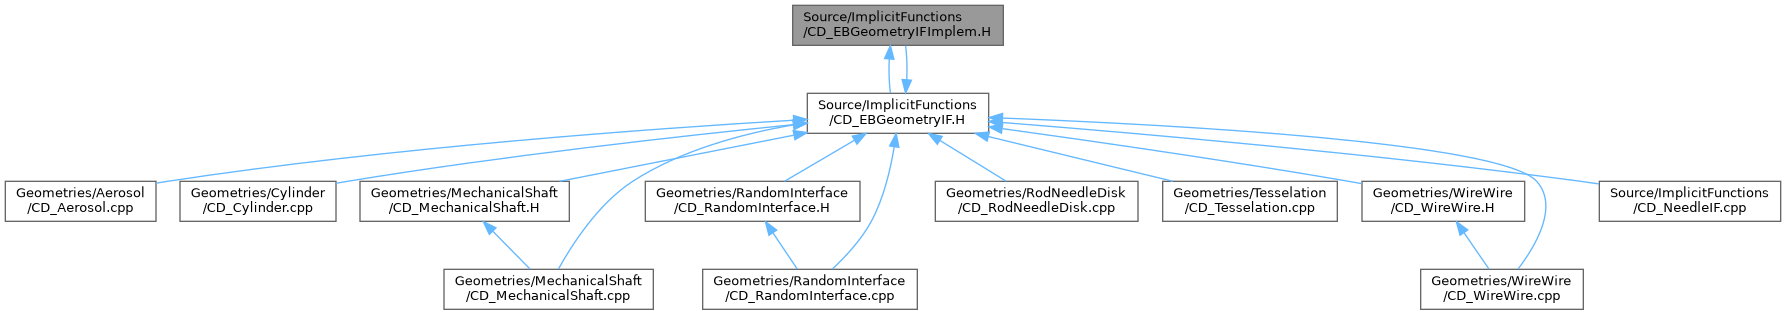 Source/ImplicitFunctions
/CD_EBGeometryIFImplem.H
Source/ImplicitFunctions
/CD_EBGeometryIF.H
Geometries/Aerosol
/CD_Aerosol.cpp
Geometries/Cylinder
/CD_Cylinder.cpp
Geometries/MechanicalShaft
/CD_MechanicalShaft.H
Geometries/RandomInterface
/CD_RandomInterface.H
Geometries/RodNeedleDisk
/CD_RodNeedleDisk.cpp
Geometries/Tesselation
/CD_Tesselation.cpp
Geometries/WireWire
/CD_WireWire.H
Source/ImplicitFunctions
/CD_NeedleIF.cpp
Geometries/MechanicalShaft
/CD_MechanicalShaft.cpp
Geometries/RandomInterface
/CD_RandomInterface.cpp
Geometries/WireWire
/CD_WireWire.cpp